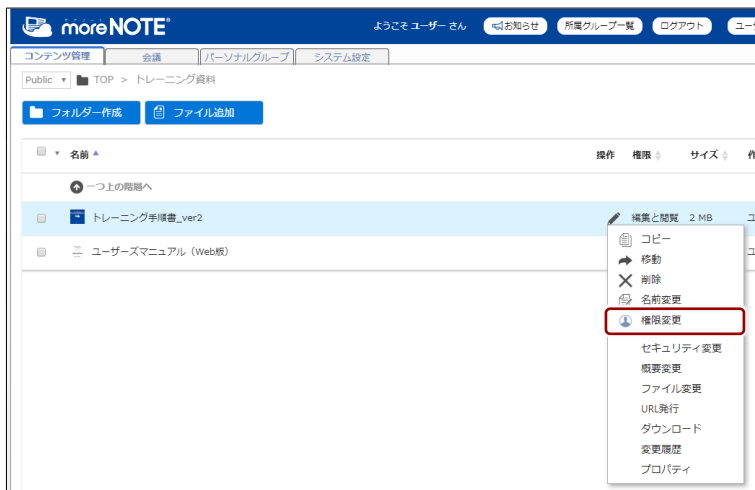 moreNOTE
ようこそ ユーザー さん
お知らせ
所属グループ一覧
ログアウト
コンテンツ管理
会議
パーソナルグループ
システム設定
Public
TOP > トレーニング資料
フォルダー作成
ファイル追加
名前
操作
権限
サイズ
一つ上の階層へ
トレーニング手順書_ver2
編集と閲覧
2 MB
ユーザーズマニュアル（Web版）
コピー
移動
削除
名前変更
権限変更
セキュリティ変更
概要変更
ファイル変更
URL発行
ダウンロード
変更履歴
プロパティ